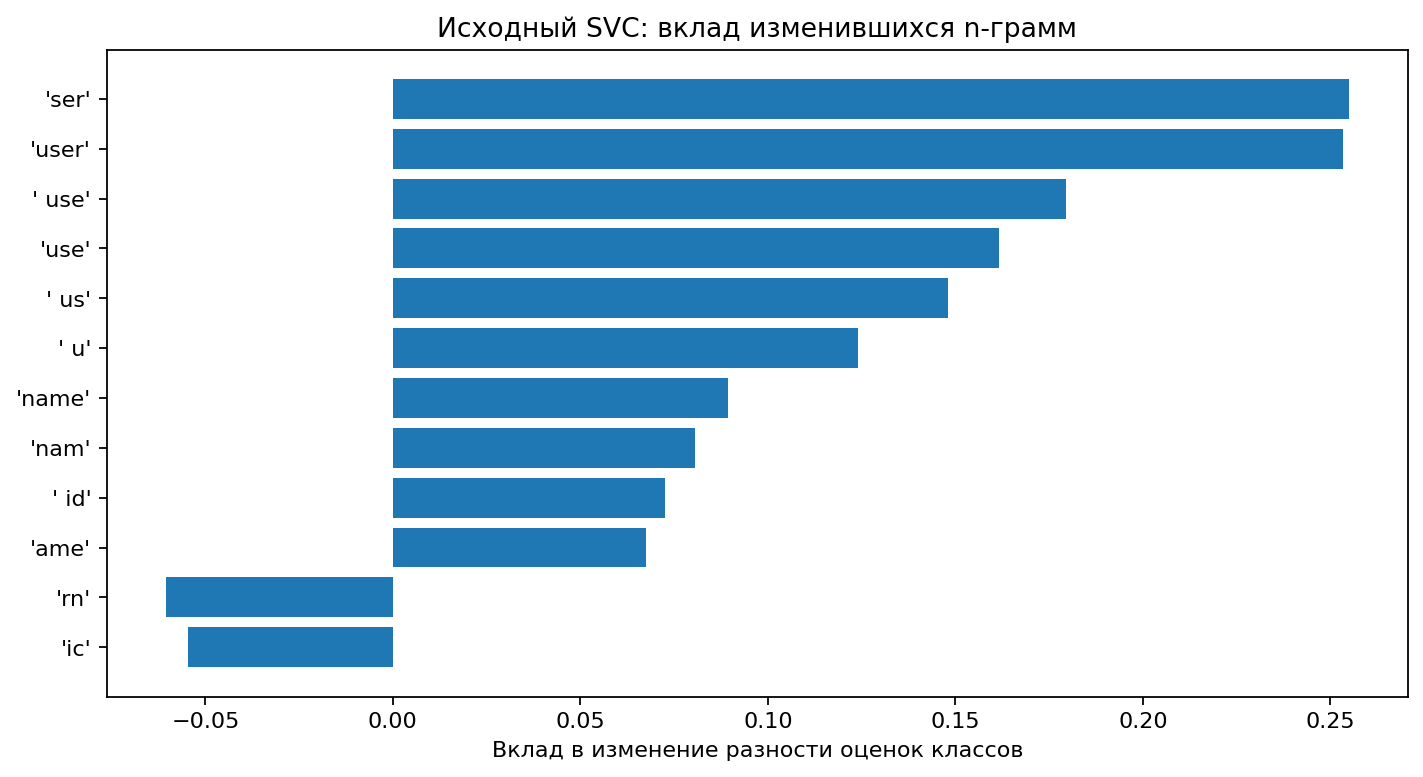 Исходный SVC: вклад изменившихся n-грамм
'ser'
'user'
' use'
'use'
' us'
' u'
'name'
'nam'
' id'
'ame'
'rn'
'ic'
−0.05 0.00 0.05 0.10 0.15 0.20 0.25
Вклад в изменение разности оценок классов